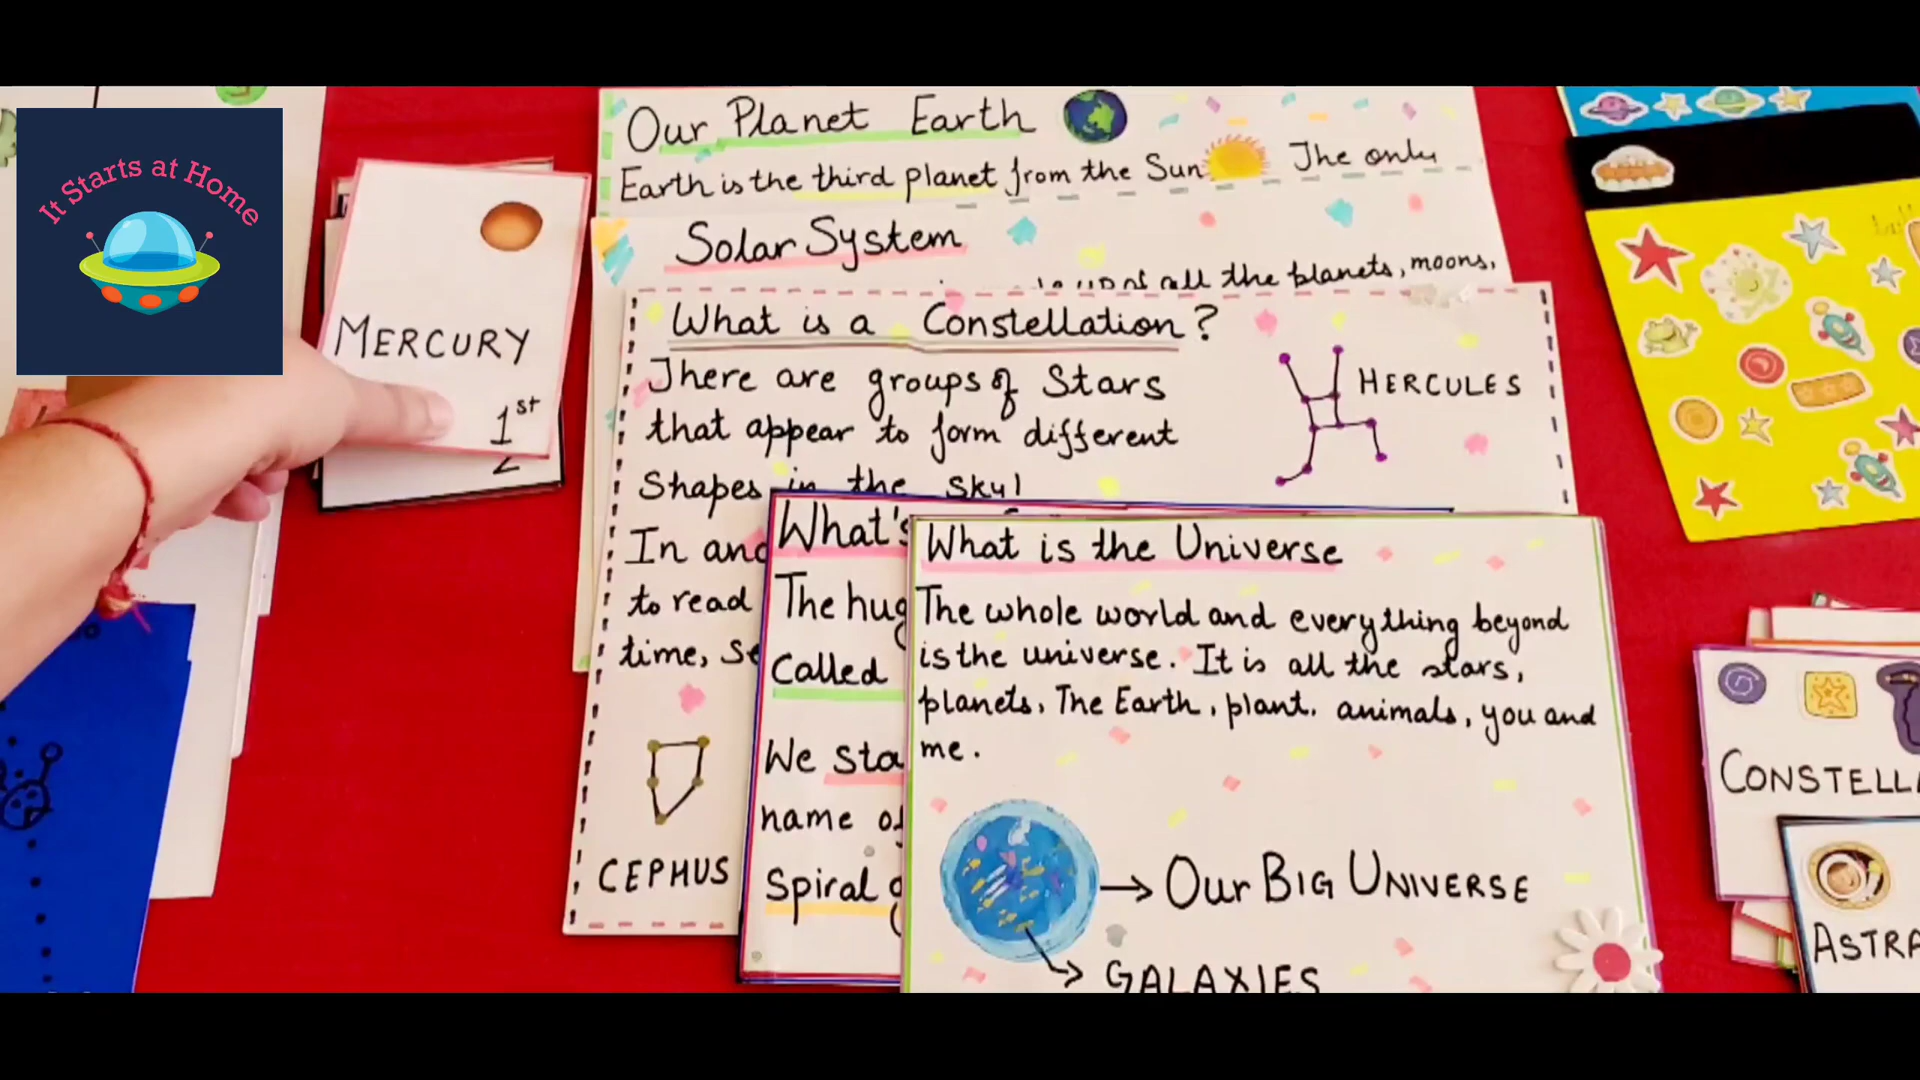 It Starts at Home
MERCURY
1st
2
Our Planet Earth
Earth is the third planet from the Sun The only
Solar System
all the planets, moons,
What is a Constellation?
There are groups of Stars
that appear to form different
Shapes in the sky!
In
to read
time,
HERCULES
CEPHUS
What's
The
Called
We
name
Spiral
What is the Universe
The whole world and everything beyond
is the universe. It is all the stars,
planets, The Earth, plant, animals, you and
me.
Our BIG UNIVERSE
GALAXIES
CONSTELLA
ASTRA